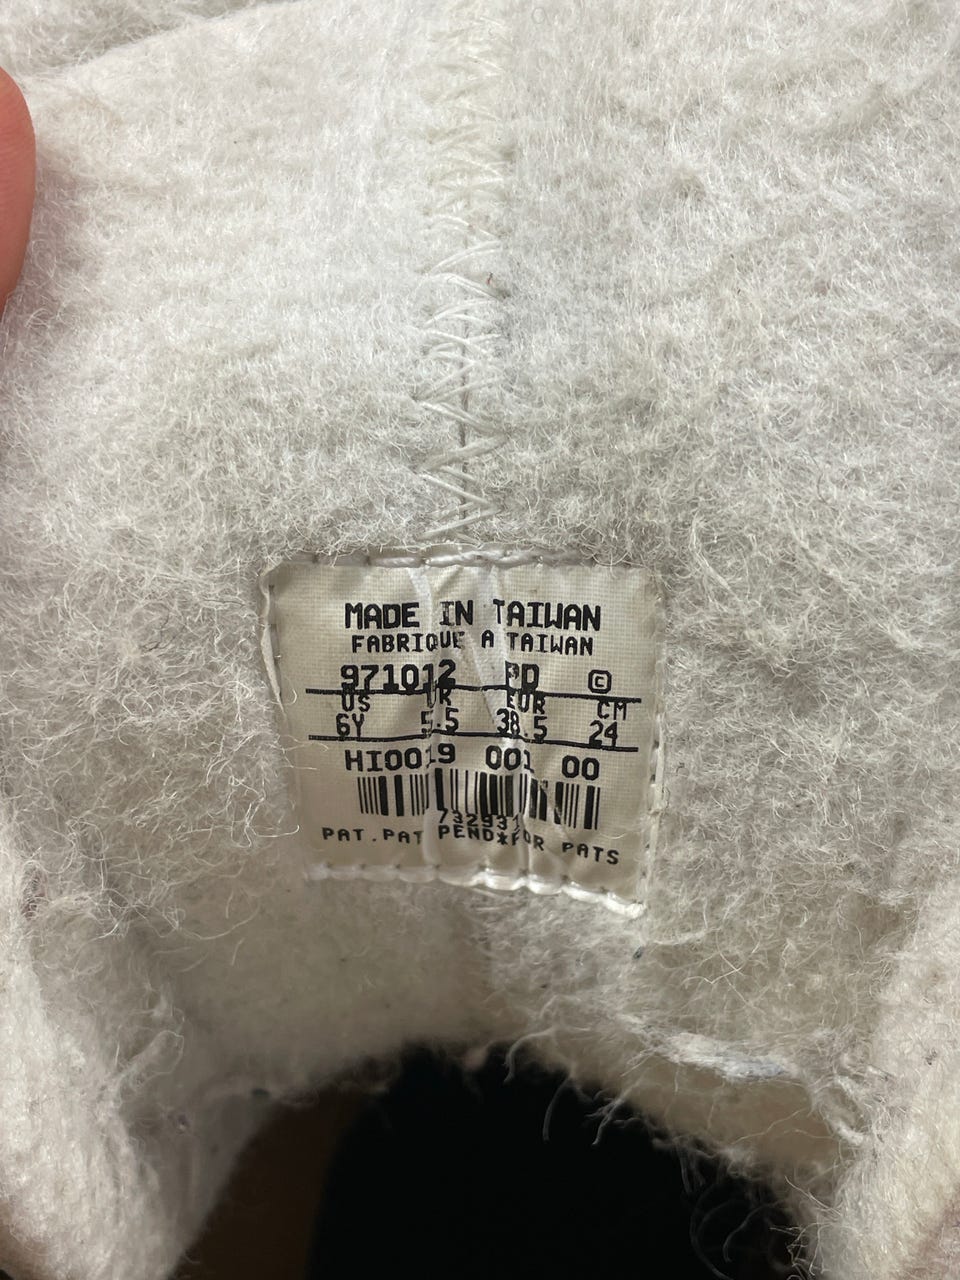 MADE IN TAIWAN
FABRIQUE A TAIWAN
971012 PD ©
US UK EUR CM
6Y 5.5 38.5 24
HI0019 001 00
PAT.PAT PEND*FOR PATS